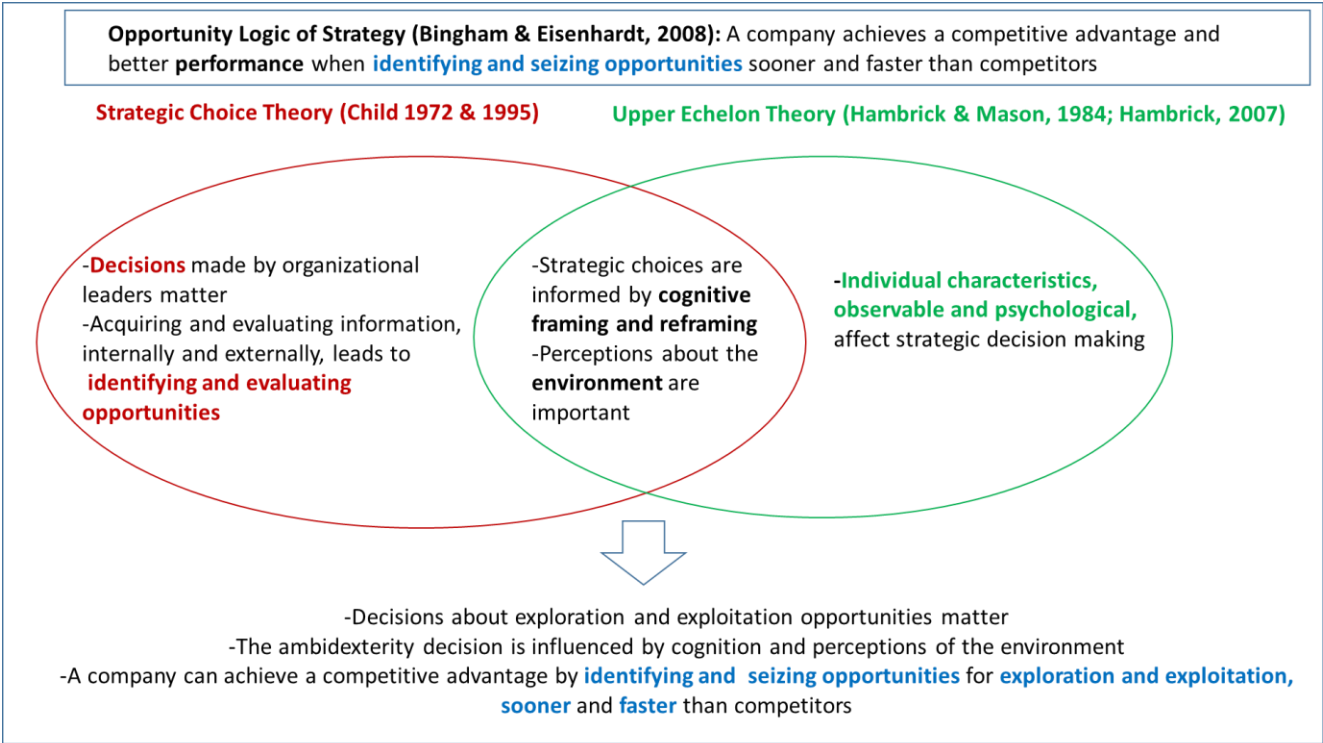 Opportunity Logic of Strategy (Bingham & Eisenhardt, 2008): A company achieves a competitive advantage and
better performance when identifying and seizing opportunities sooner and faster than competitors
Strategic Choice Theory (Child 1972 & 1995)
Upper Echelon Theory (Hambrick & Mason, 1984; Hambrick, 2007)
-Decisions made by organizational
leaders matter
-Acquiring and evaluating information,
internally and externally, leads to
identifying and evaluating
opportunities
-Strategic choices are
informed by cognitive
framing and reframing
-Perceptions about the
environment are
important
-Individual characteristics,
observable and psychological,
affect strategic decision making
-Decisions about exploration and exploitation opportunities matter
-The ambidexterity decision is influenced by cognition and perceptions of the environment
-A company can achieve a competitive advantage by identifying and seizing opportunities for exploration and exploitation,
sooner and faster than competitors